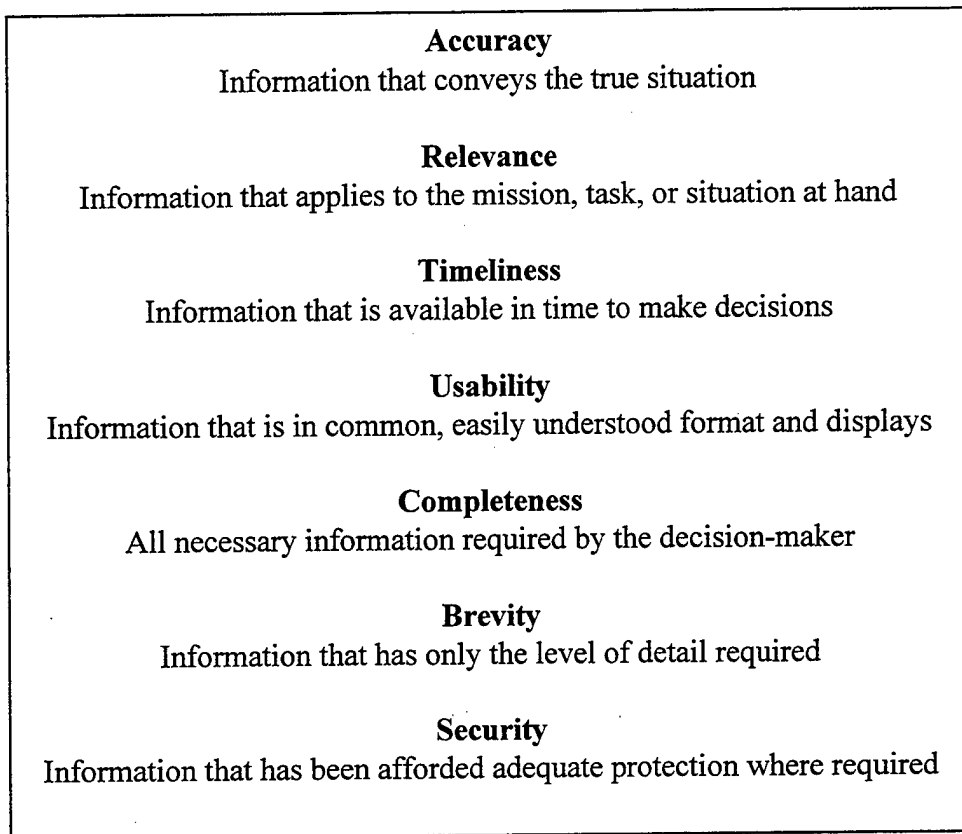 Accuracy
Information that conveys the true situation
Relevance
Information that applies to the mission, task, or situation at hand
Timeliness
Information that is available in time to make decisions
Usability
Information that is in common, easily understood format and displays
Completeness
All necessary information required by the decision-maker
Brevity
Information that has only the level of detail required
Security
Information that has been afforded adequate protection where required